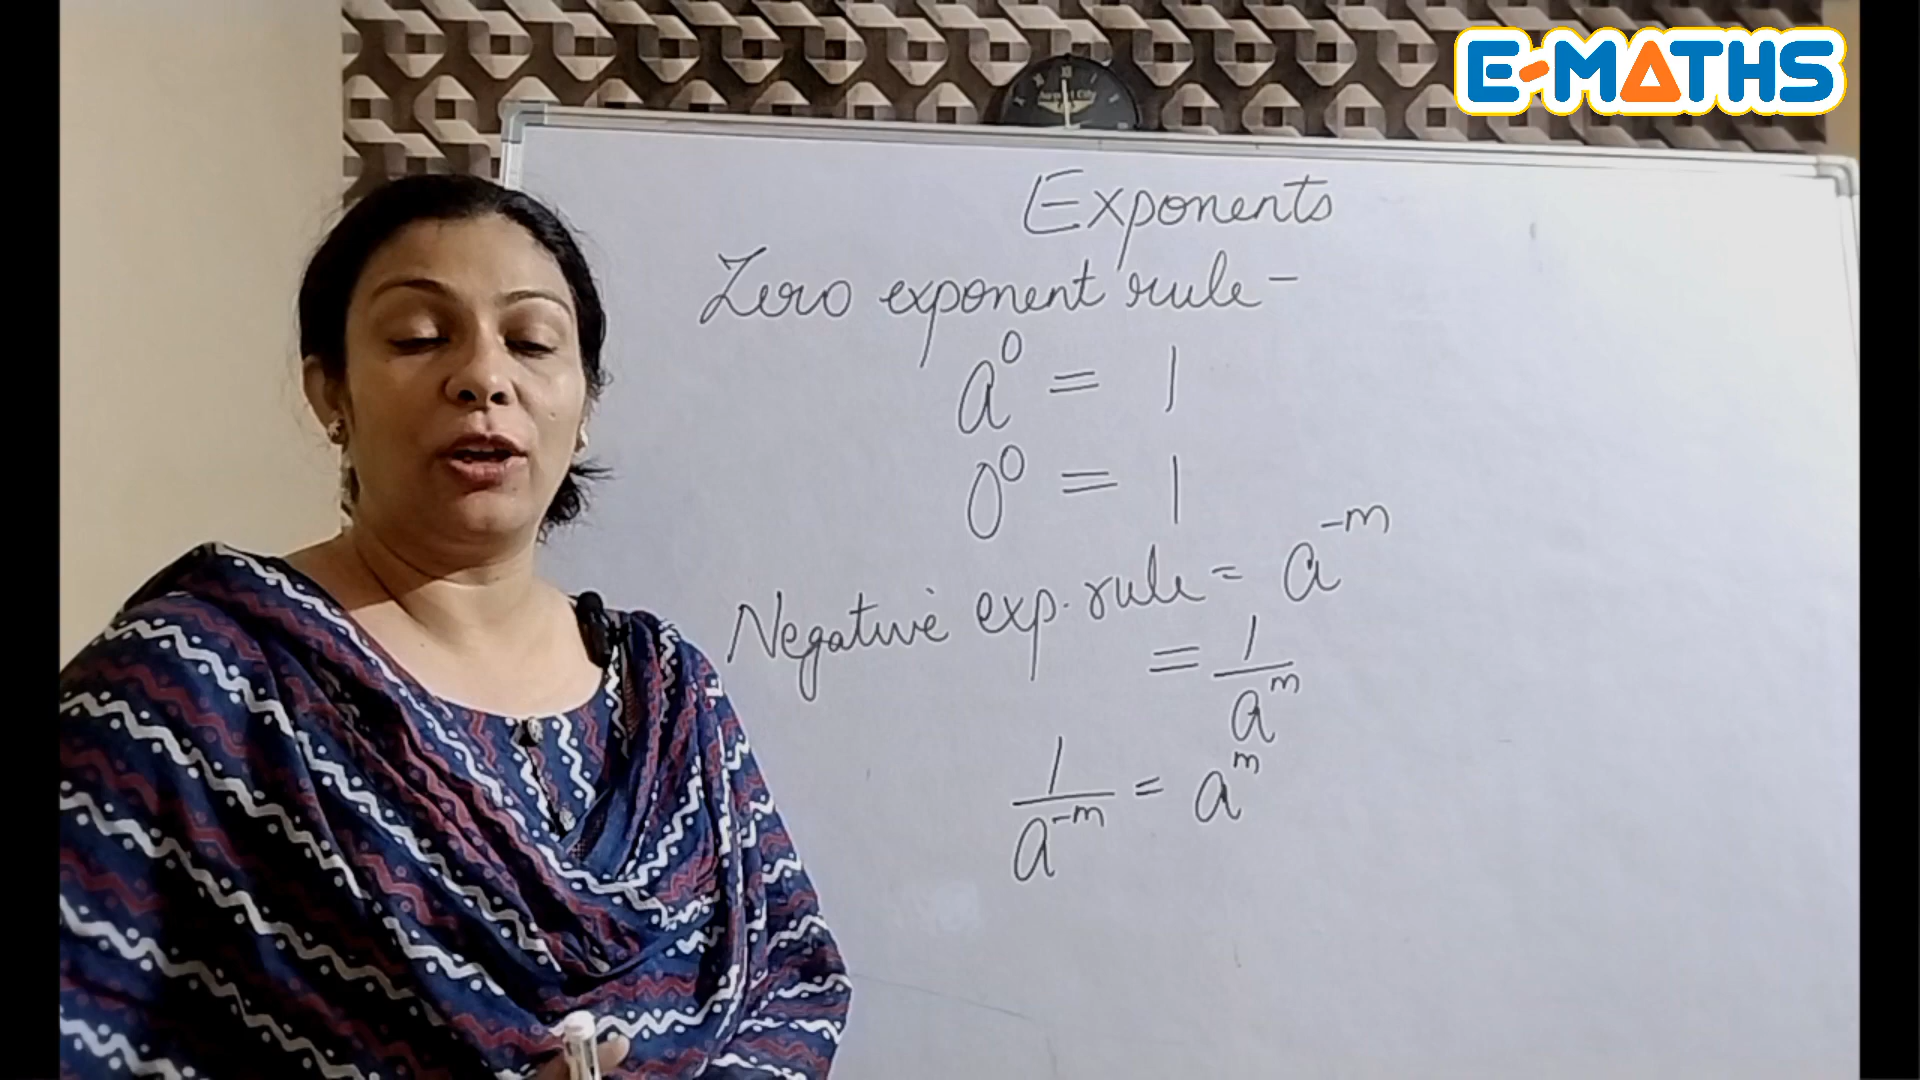 E-MATHS
Exponents
Zero exponent rule -
a⁰ = 1
0⁰ = 1
Negative exp. rule = a⁻ᵐ
= 1/aᵐ
1/a⁻ᵐ = aᵐ